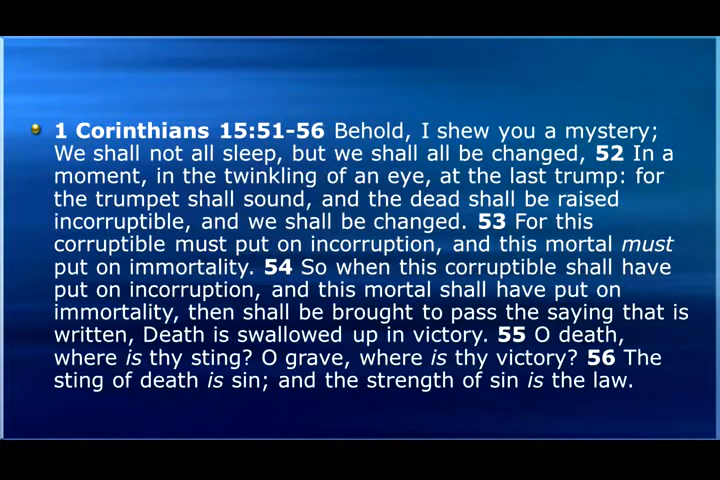 1 Corinthians 15:51-56 Behold, I shew you a mystery;
We shall not all sleep, but we shall all be changed, 52 In a
moment, in the twinkling of an eye, at the last trump: for
the trumpet shall sound, and the dead shall be raised
incorruptible, and we shall be changed. 53 For this
corruptible must put on incorruption, and this mortal must
put on immortality. 54 So when this corruptible shall have
put on incorruption, and this mortal shall have put on
immortality, then shall be brought to pass the saying that is
written, Death is swallowed up in victory. 55 O death,
where is thy sting? O grave, where is thy victory? 56 The
sting of death is sin; and the strength of sin is the law.